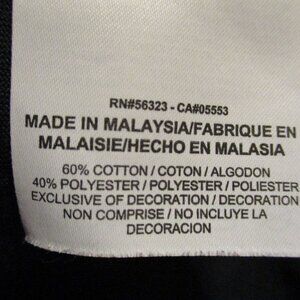 RN#56323 - CA#05553
MADE IN MALAYSIA/FABRIQUE EN
MALAISIE/HECHO EN MALASIA
60% COTTON / COTON / ALGODON
40% POLYESTER / POLYESTER / POLIESTER
EXCLUSIVE OF DECORATION / DECORATION
NON COMPRISE / NO INCLUYE LA
DECORACION